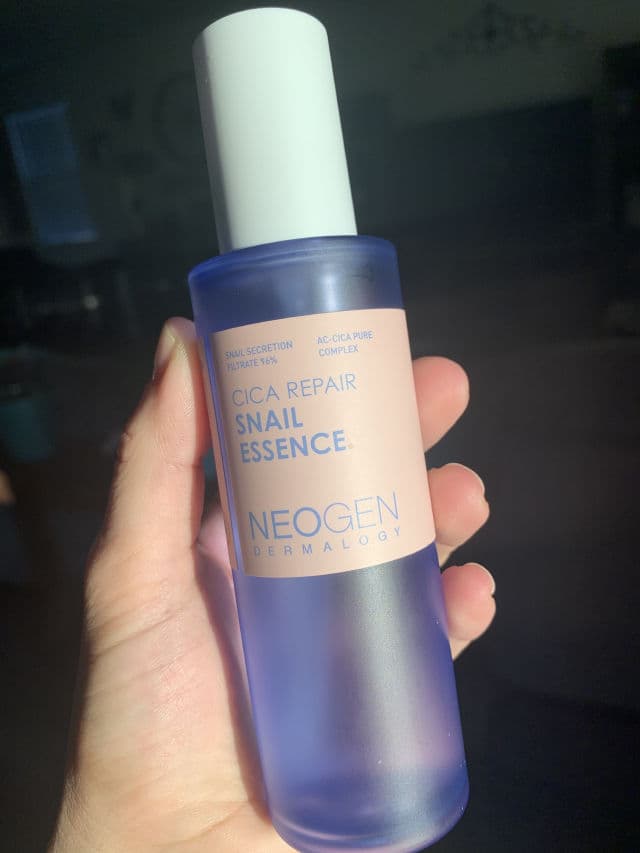 SNAIL SECRETION
FILTRATE 96%
AC-CICA PURE
COMPLEX
CICA REPAIR
SNAIL
ESSENCE
NEOGEN
DERMALOGY